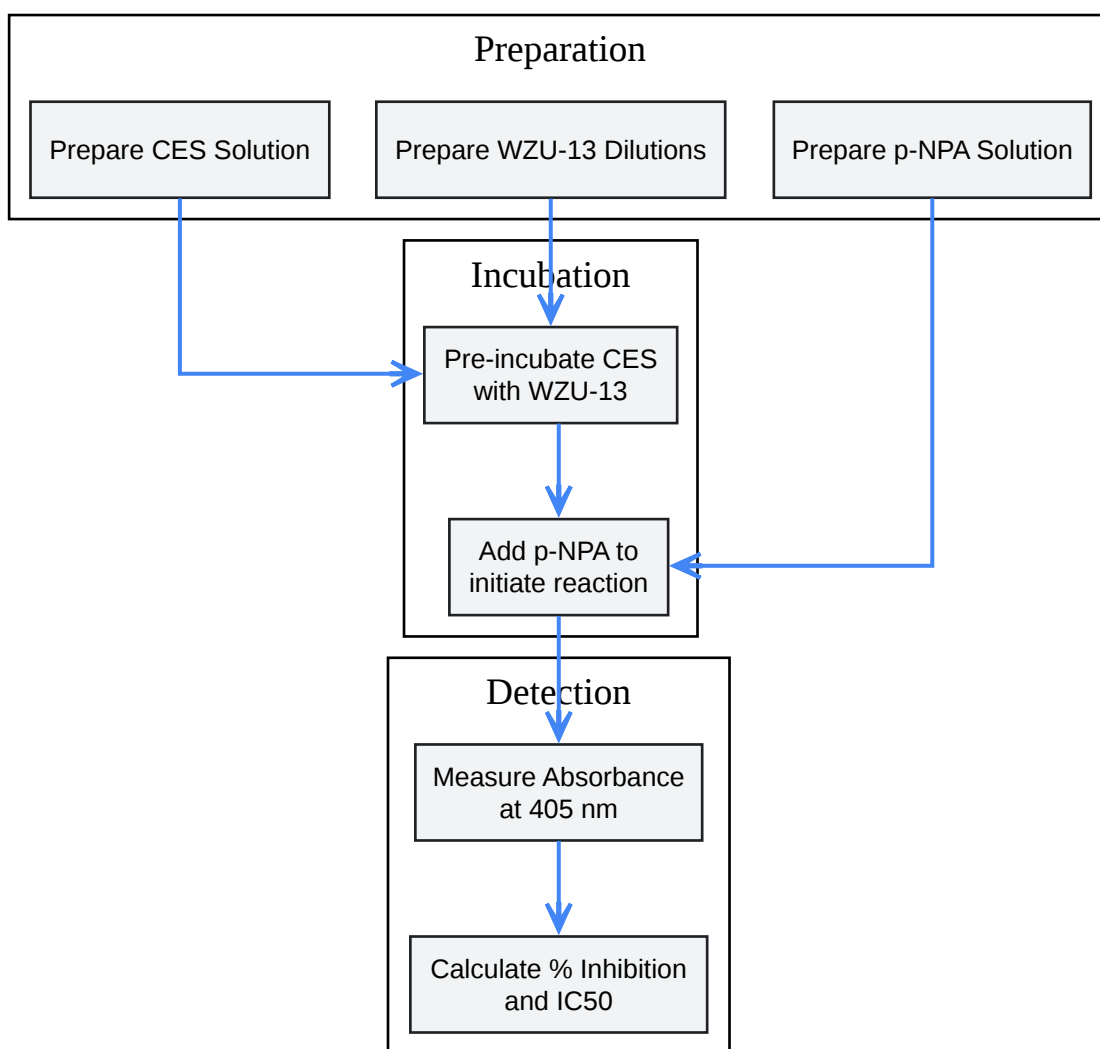 Preparation
Prepare CES Solution
Prepare WZU-13 Dilutions
Prepare p-NPA Solution
Incubation
Pre-incubate CES
with WZU-13
Add p-NPA to
initiate reaction
Detection
Measure Absorbance
at 405 nm
Calculate % Inhibition
and IC50